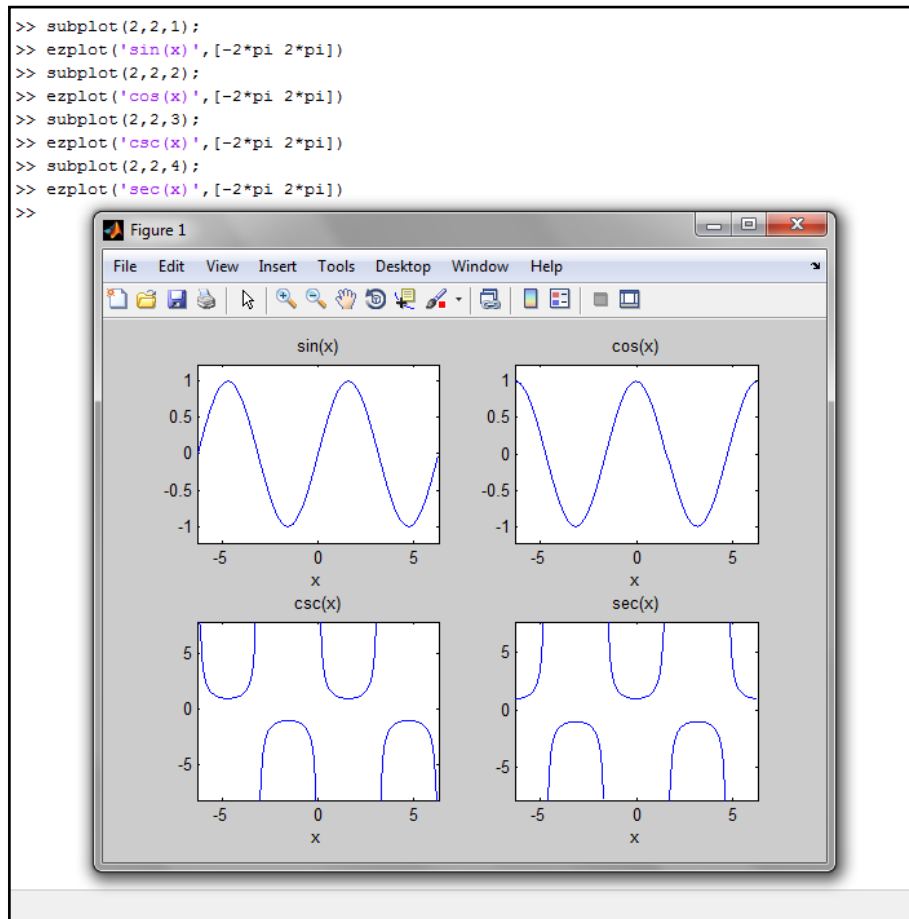 >> subplot(2,2,1);
>> ezplot('sin(x)',[-2*pi 2*pi])
>> subplot(2,2,2);
>> ezplot('cos(x)',[-2*pi 2*pi])
>> subplot(2,2,3);
>> ezplot('csc(x)',[-2*pi 2*pi])
>> subplot(2,2,4);
>> ezplot('sec(x)',[-2*pi 2*pi])
>>
Figure 1
File Edit View Insert Tools Desktop Window Help
sin(x)
1
0.5
0
-0.5
-1
-5 0 5
x
cos(x)
1
0.5
0
-0.5
-1
-5 0 5
x
csc(x)
5
0
-5
-5 0 5
x
sec(x)
5
0
-5
-5 0 5
x